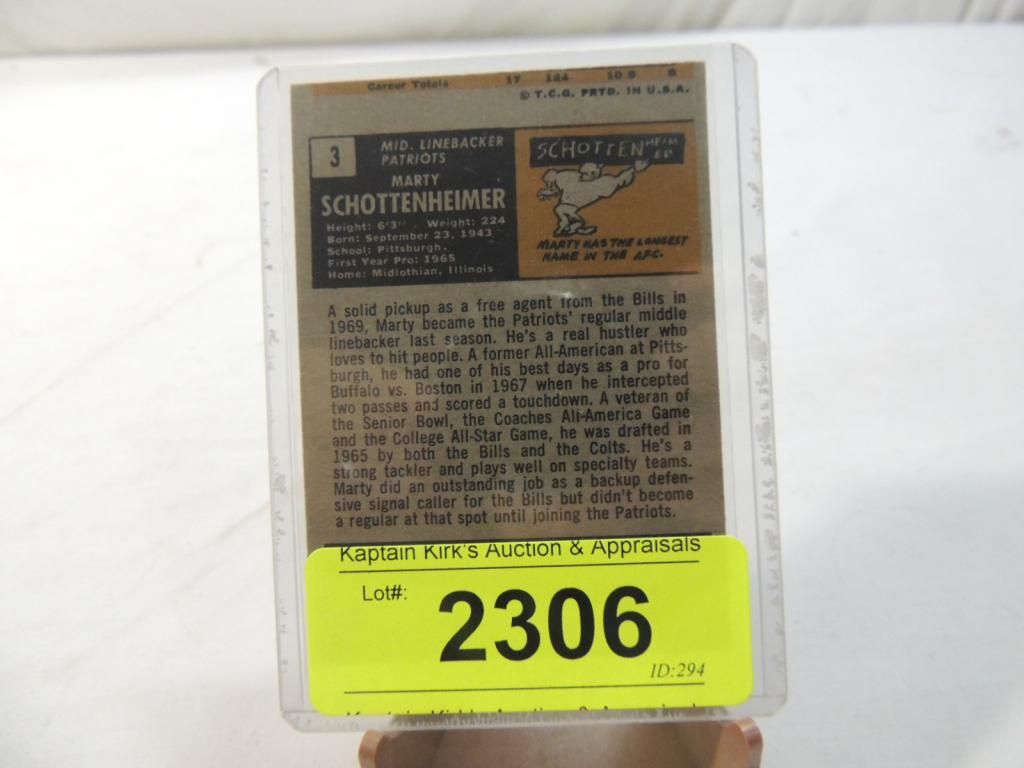 Career Totals 17 184 10.8 0
© T.C.G. PRTD. IN U.S.A.
3
MID. LINEBACKER
PATRIOTS
MARTY
SCHOTTENHEIMER
Height: 6'3" . Weight: 224
Born: September 23, 1943
School: Pittsburgh.
First Year Pro: 1965
Home: Midlothian, Illinois
SCHOTTENHEIM
ER
MARTY HAS THE LONGEST
NAME IN THE AFC.
A solid pickup as a free agent from the Bills in
1969, Marty became the Patriots' regular middle
linebacker last season. He's a real hustler who
loves to hit people. A former All-American at Pitts-
burgh, he had one of his best days as a pro for
Buffalo vs. Boston in 1967 when he intercepted
two passes and scored a touchdown. A veteran of
the Senior Bowl, the Coaches All-America Game
and the College All-Star Game, he was drafted in
1965 by both the Bills and the Colts. He's a
strong tackler and plays well on specialty teams.
Marty did an outstanding job as a backup defen-
sive signal caller for the Bills but didn't become
a regular at that spot until joining the Patriots.
Kaptain Kirk's Auction & Appraisals
Lot#:
2306
ID:294